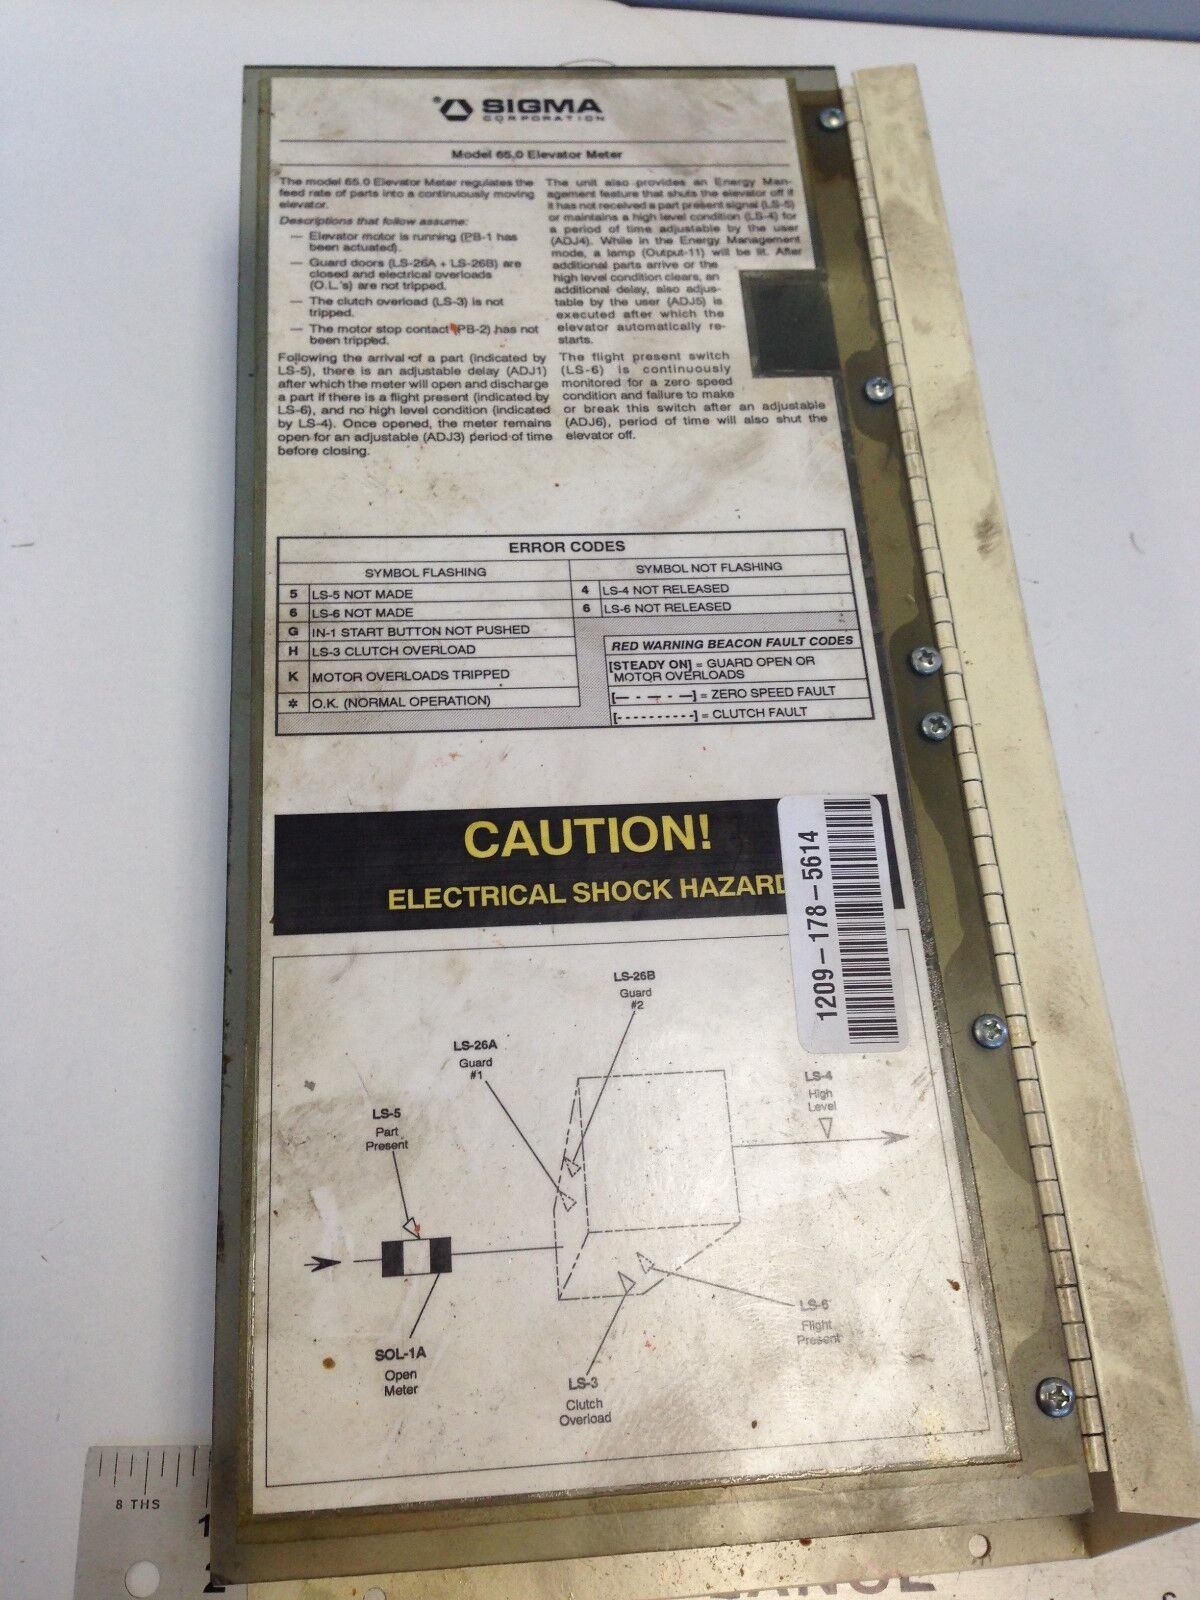 SIGMA
CORPORATION
Model 65.0 Elevator Meter
The model 65.0 Elevator Meter regulates the
feed rate of parts into a continuously moving
elevator.
Descriptions that follow assume:
— Elevator motor is running (PB-1 has
been actuated).
— Guard doors (LS-26A + LS-26B) are
closed and electrical overloads
(O.L.'s) are not tripped.
— The clutch overload (LS-3) is not
tripped.
— The motor stop contact (PB-2) has not
been tripped.
Following the arrival of a part (indicated by
LS-5), there is an adjustable delay (ADJ1)
after which the meter will open and discharge
a part if there is a flight present (indicated by
LS-6), and no high level condition (indicated
by LS-4). Once opened, the meter remains
open for an adjustable (ADJ3) period of time
before closing.
The unit also provides an Energy Man-
agement feature that shuts the elevator off if
it has not received a part present signal (LS-5)
or maintains a high level condition (LS-4) for
a period of time adjustable by the user
(ADJ4). While in the Energy Management
mode, a lamp (Output-11) will be lit. After
additional parts arrive or the
high level condition clears, an
additional delay, also adjus-
table by the user (ADJ5) is
executed after which the
elevator automatically re-
starts.
The flight present switch
(LS-6) is continuously
monitored for a zero speed
condition and failure to make
or break this switch after an adjustable
(ADJ6), period of time will also shut the
elevator off.
ERROR CODES
SYMBOL FLASHING
SYMBOL NOT FLASHING
5 LS-5 NOT MADE
4 LS-4 NOT RELEASED
6 LS-6 NOT MADE
6 LS-6 NOT RELEASED
G IN-1 START BUTTON NOT PUSHED
H LS-3 CLUTCH OVERLOAD
K MOTOR OVERLOADS TRIPPED
* O.K. (NORMAL OPERATION)
RED WARNING BEACON FAULT CODES
[STEADY ON] = GUARD OPEN OR
MOTOR OVERLOADS
[— - - — - —] = ZERO SPEED FAULT
[- - - - - - - - - -] = CLUTCH FAULT
CAUTION!
ELECTRICAL SHOCK HAZARD
1209-178-5614
LS-26B
Guard
#2
LS-26A
Guard
#1
LS-5
Part
Present
LS-4
High
Level
SOL-1A
Open
Meter
LS-6
Flight
Present
LS-3
Clutch
Overload
8 THS
1
2